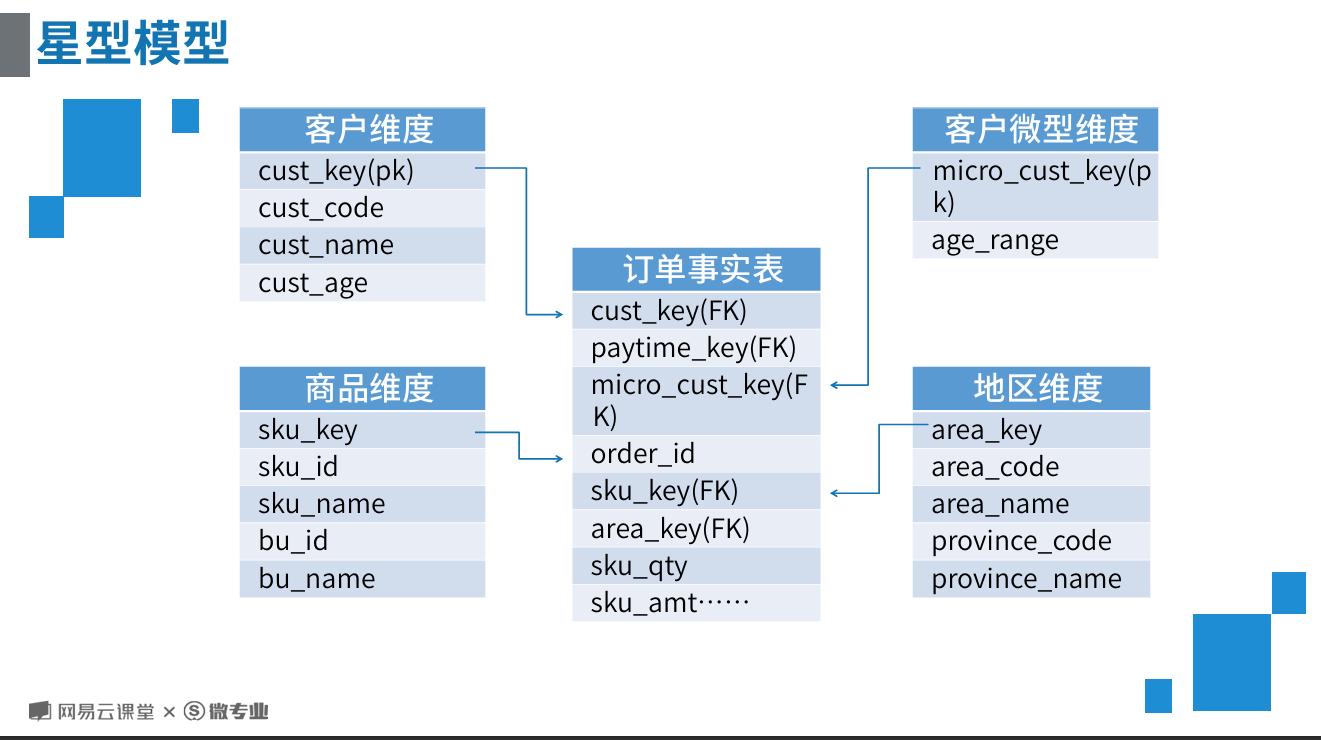 星型模型
客户维度
cust_key(pk)
cust_code
cust_name
cust_age
客户微型维度
micro_cust_key(p
k)
age_range
订单事实表
cust_key(FK)
paytime_key(FK)
micro_cust_key(F
K)
order_id
sku_key(FK)
area_key(FK)
sku_qty
sku_amt……
商品维度
sku_key
sku_id
sku_name
bu_id
bu_name
地区维度
area_key
area_code
area_name
province_code
province_name
网易云课堂 × S 微专业